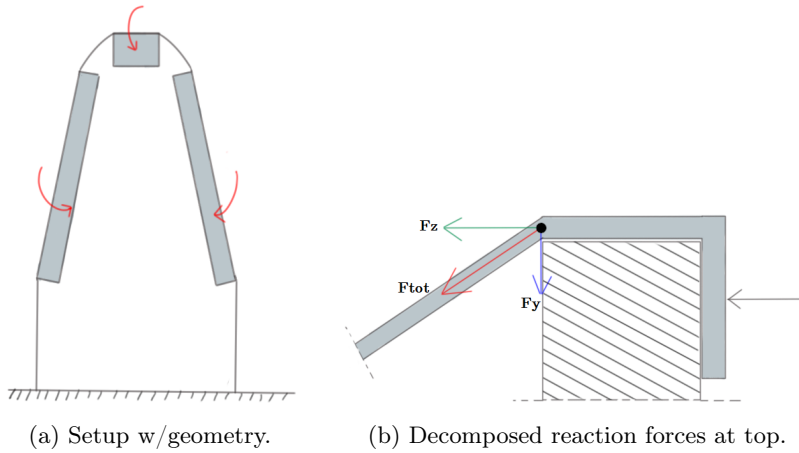 Fz
Ftot
Fy
(a) Setup w/geometry.
(b) Decomposed reaction forces at top.